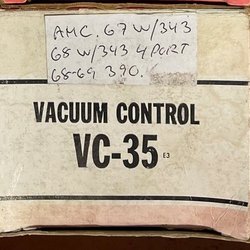 AMC. 67 W/343
68 W/343 4 PORT
68-69 390.
VACUUM CONTROL
VC-35 E3